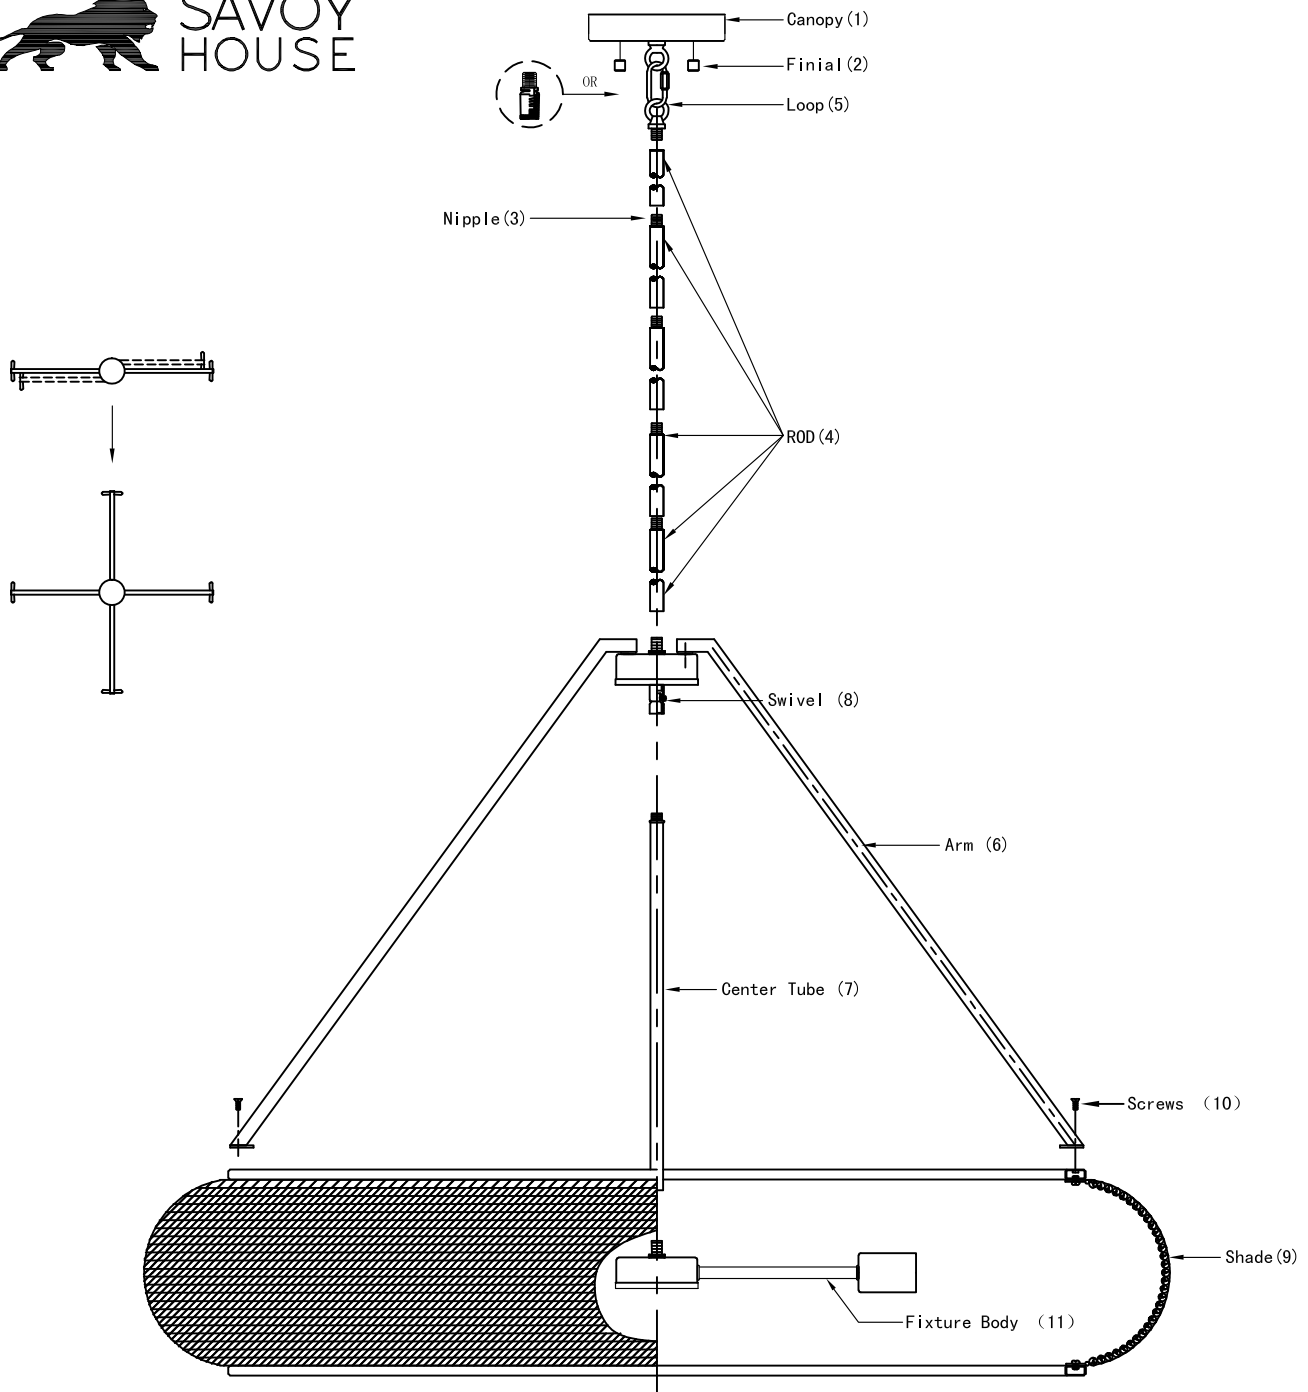 SAVOY
HOUSE
Canopy(1)
Finial(2)
OR
Loop(5)
Nipple(3)
ROD(4)
Swivel (8)
Arm (6)
Center Tube (7)
Screws （10）
Shade(9)
Fixture Body （11）